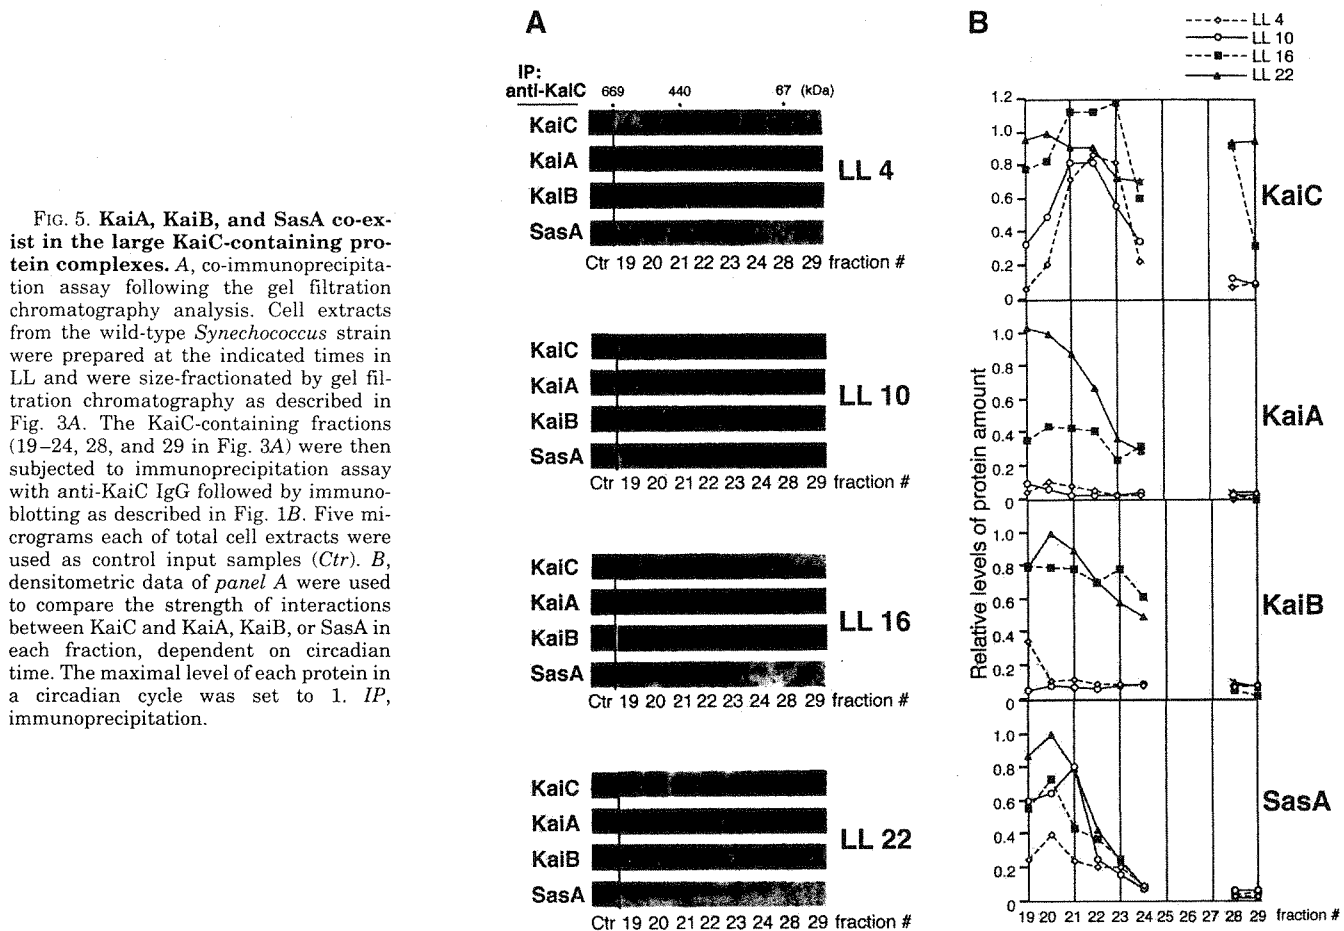 FIG. 5. KaiA, KaiB, and SasA co-ex-
ist in the large KaiC-containing pro-
tein complexes. A, co-immunoprecipita-
tion assay following the gel filtration
chromatography analysis. Cell extracts
from the wild-type Synechococcus strain
were prepared at the indicated times in
LL and were size-fractionated by gel fil-
tration chromatography as described in
Fig. 3A. The KaiC-containing fractions
(19–24, 28, and 29 in Fig. 3A) were then
subjected to immunoprecipitation assay
with anti-KaiC IgG followed by immuno-
blotting as described in Fig. 1B. Five mi-
crograms each of total cell extracts were
used as control input samples (Ctr). B,
densitometric data of panel A were used
to compare the strength of interactions
between KaiC and KaiA, KaiB, or SasA in
each fraction, dependent on circadian
time. The maximal level of each protein in
a circadian cycle was set to 1. IP,
immunoprecipitation.
A
IP:
anti-KaiC 669 440 67 (kDa)
KaiC
KaiA
KaiB
SasA
LL 4
Ctr 19 20 21 22 23 24 28 29 fraction #
KaiC
KaiA
KaiB
SasA
LL 10
Ctr 19 20 21 22 23 24 28 29 fraction #
KaiC
KaiA
KaiB
SasA
LL 16
Ctr 19 20 21 22 23 24 28 29 fraction #
KaiC
KaiA
KaiB
SasA
LL 22
Ctr 19 20 21 22 23 24 28 29 fraction #
B
LL 4
LL 10
LL 16
LL 22
Relative levels of protein amount
1.2
1.0
0.8
0.6
0.4
0.2
0
KaiC
1.0
0.8
0.6
0.4
0.2
0
KaiA
1.0
0.8
0.6
0.4
0.2
0
KaiB
1.0
0.8
0.6
0.4
0.2
0
SasA
19 20 21 22 23 24 25 26 27 28 29 fraction #